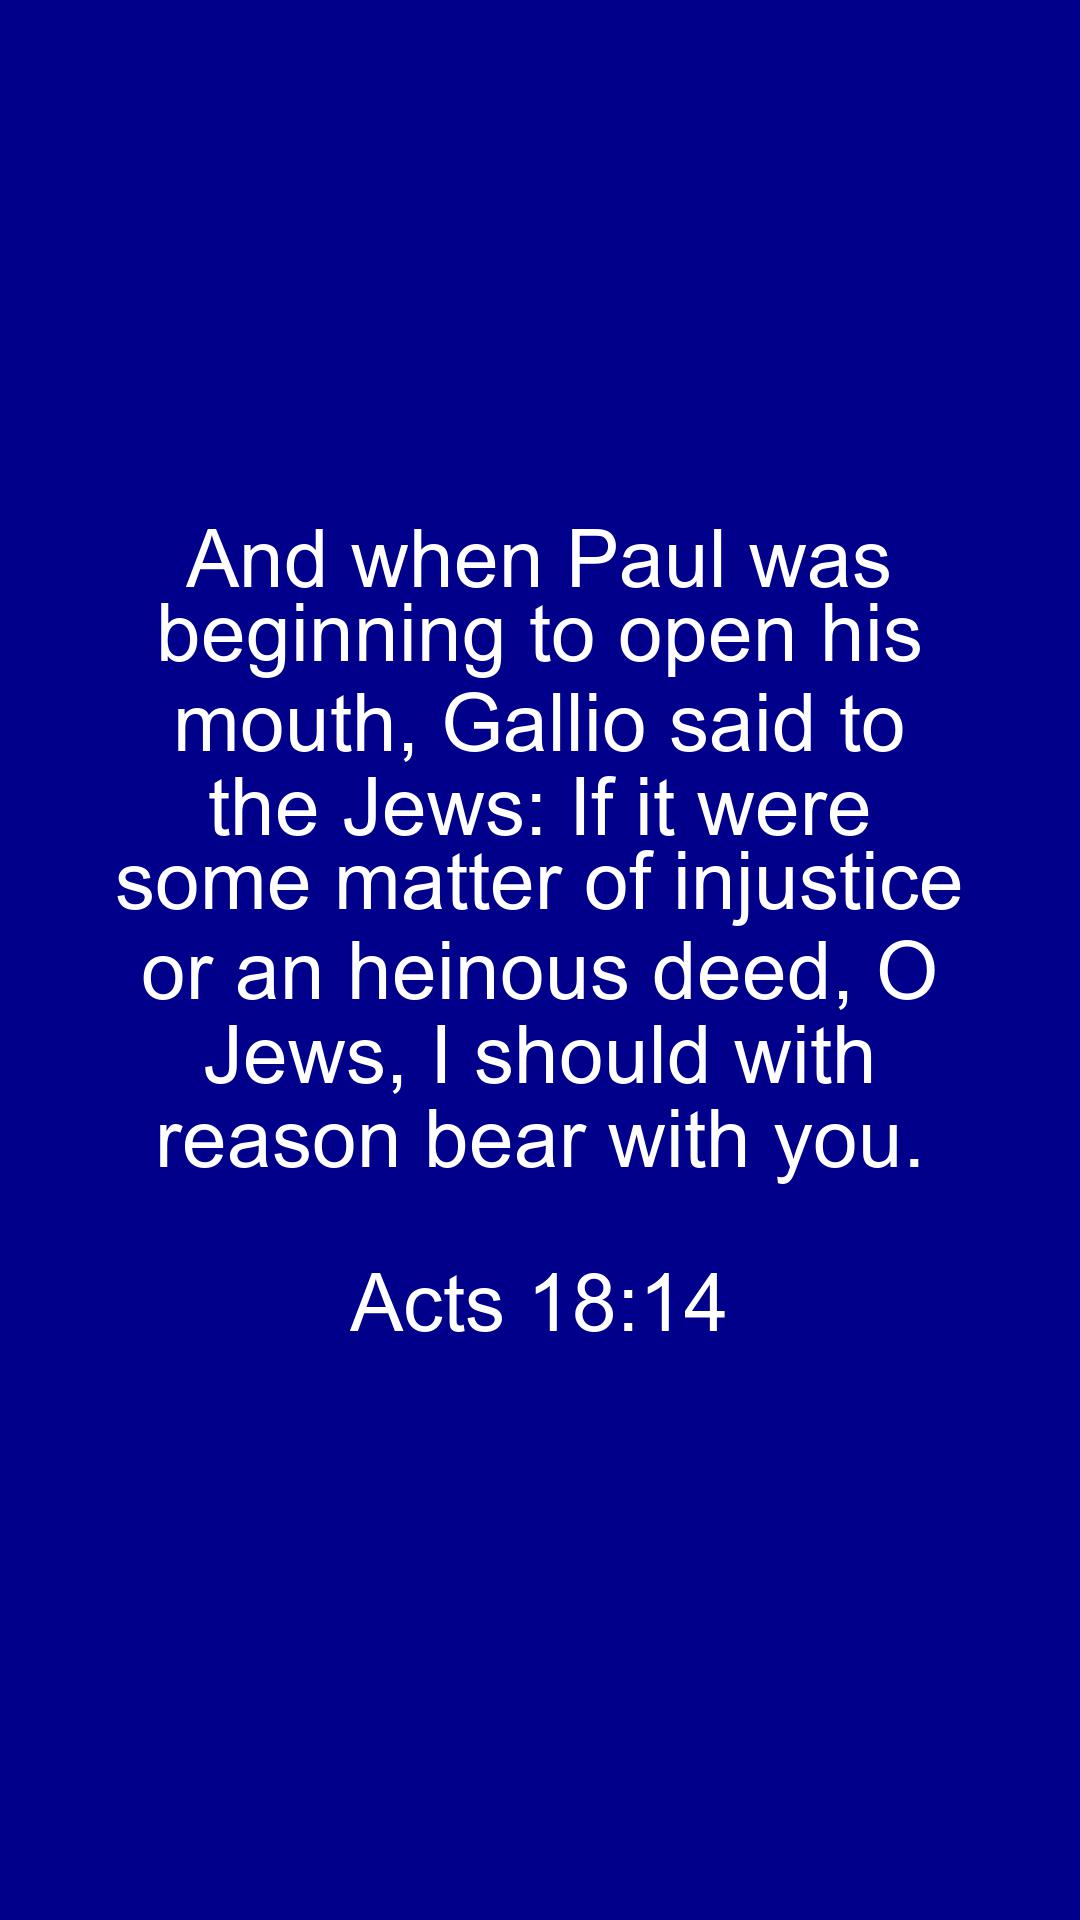 And when Paul was
beginning to open his
mouth, Gallio said to
the Jews: If it were
some matter of injustice
or an heinous deed, O
Jews, I should with
reason bear with you.
Acts 18:14